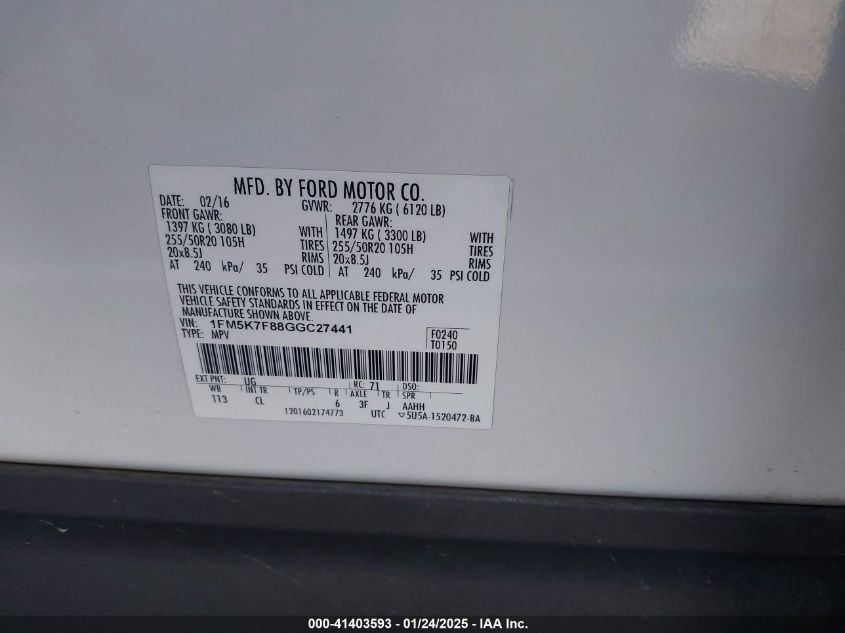 MFD. BY FORD MOTOR CO.
DATE: 02/16 GVWR: 2776 KG ( 6120 LB)
FRONT GAWR: REAR GAWR:
1397 KG ( 3080 LB) WITH 1497 KG ( 3300 LB) WITH
255/50R20 105H TIRES 255/50R20 105H TIRES
20x8.5J RIMS 20x8.5J RIMS
AT 240 kPa/ 35 PSI COLD AT 240 kPa/ 35 PSI COLD
THIS VEHICLE CONFORMS TO ALL APPLICABLE FEDERAL MOTOR
VEHICLE SAFETY STANDARDS IN EFFECT ON THE DATE OF
MANUFACTURE SHOWN ABOVE.
VIN: 1FM5K7F88GGC27441 F0240
TYPE: MPV T0150
EXT PNT: UG RC: 71 DSO:
WB INT TR TP/PS R AXLE TR SPR
113 CL 6 3F J AAHH
1201602174773 UTC ▽5U5A-1520472-BA
000-41403593 - 01/24/2025 - IAA Inc.